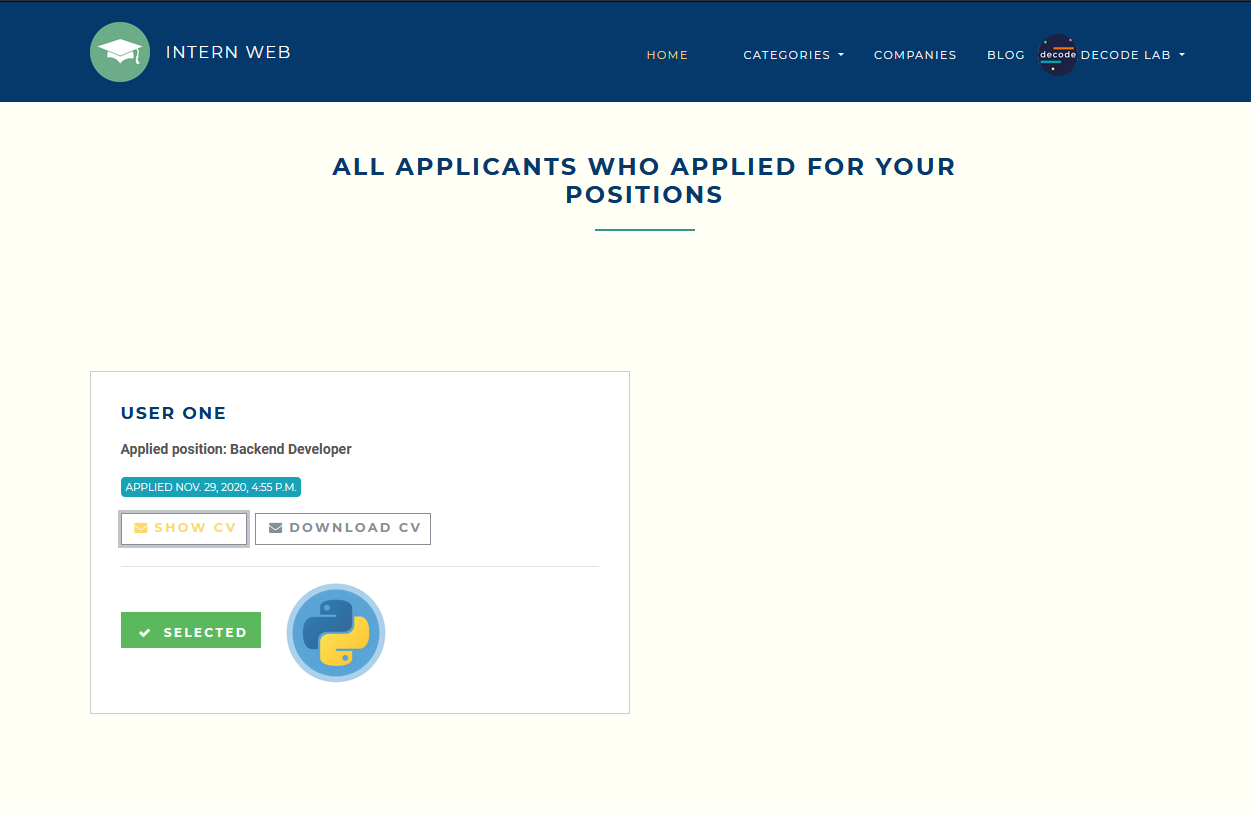 INTERN WEB
HOME
CATEGORIES
COMPANIES
BLOG
decode
DECODE LAB
ALL APPLICANTS WHO APPLIED FOR YOUR
POSITIONS
USER ONE
Applied position: Backend Developer
APPLIED NOV. 29, 2020, 4:55 P.M.
SHOW CV
DOWNLOAD CV
SELECTED